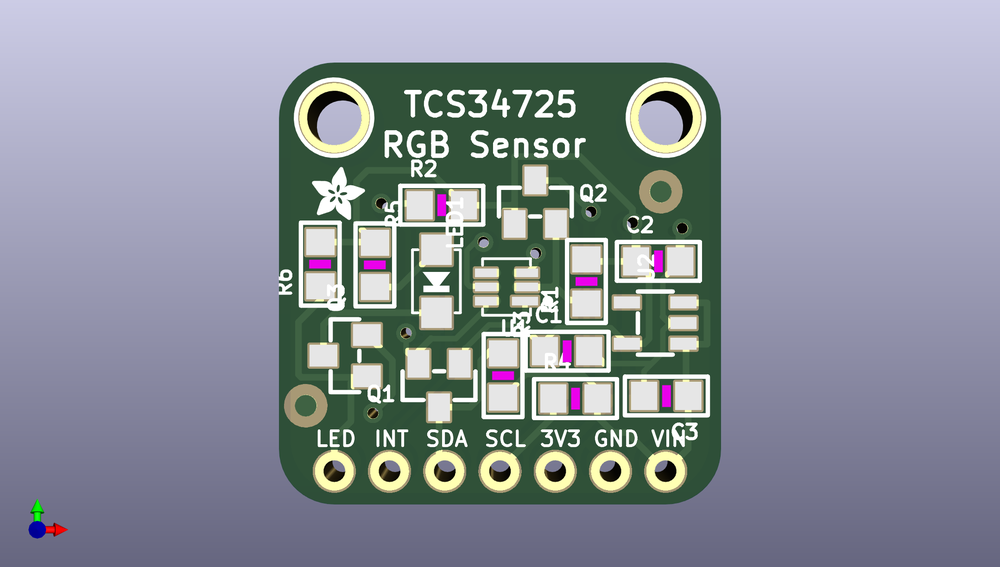 TCS34725
RGB Sensor
R2
Q2
R5
LED1
C2
U2
R6
Q3
R1
C1
R3
R4
Q1
C3
LED INT SDA SCL 3V3 GND VIN